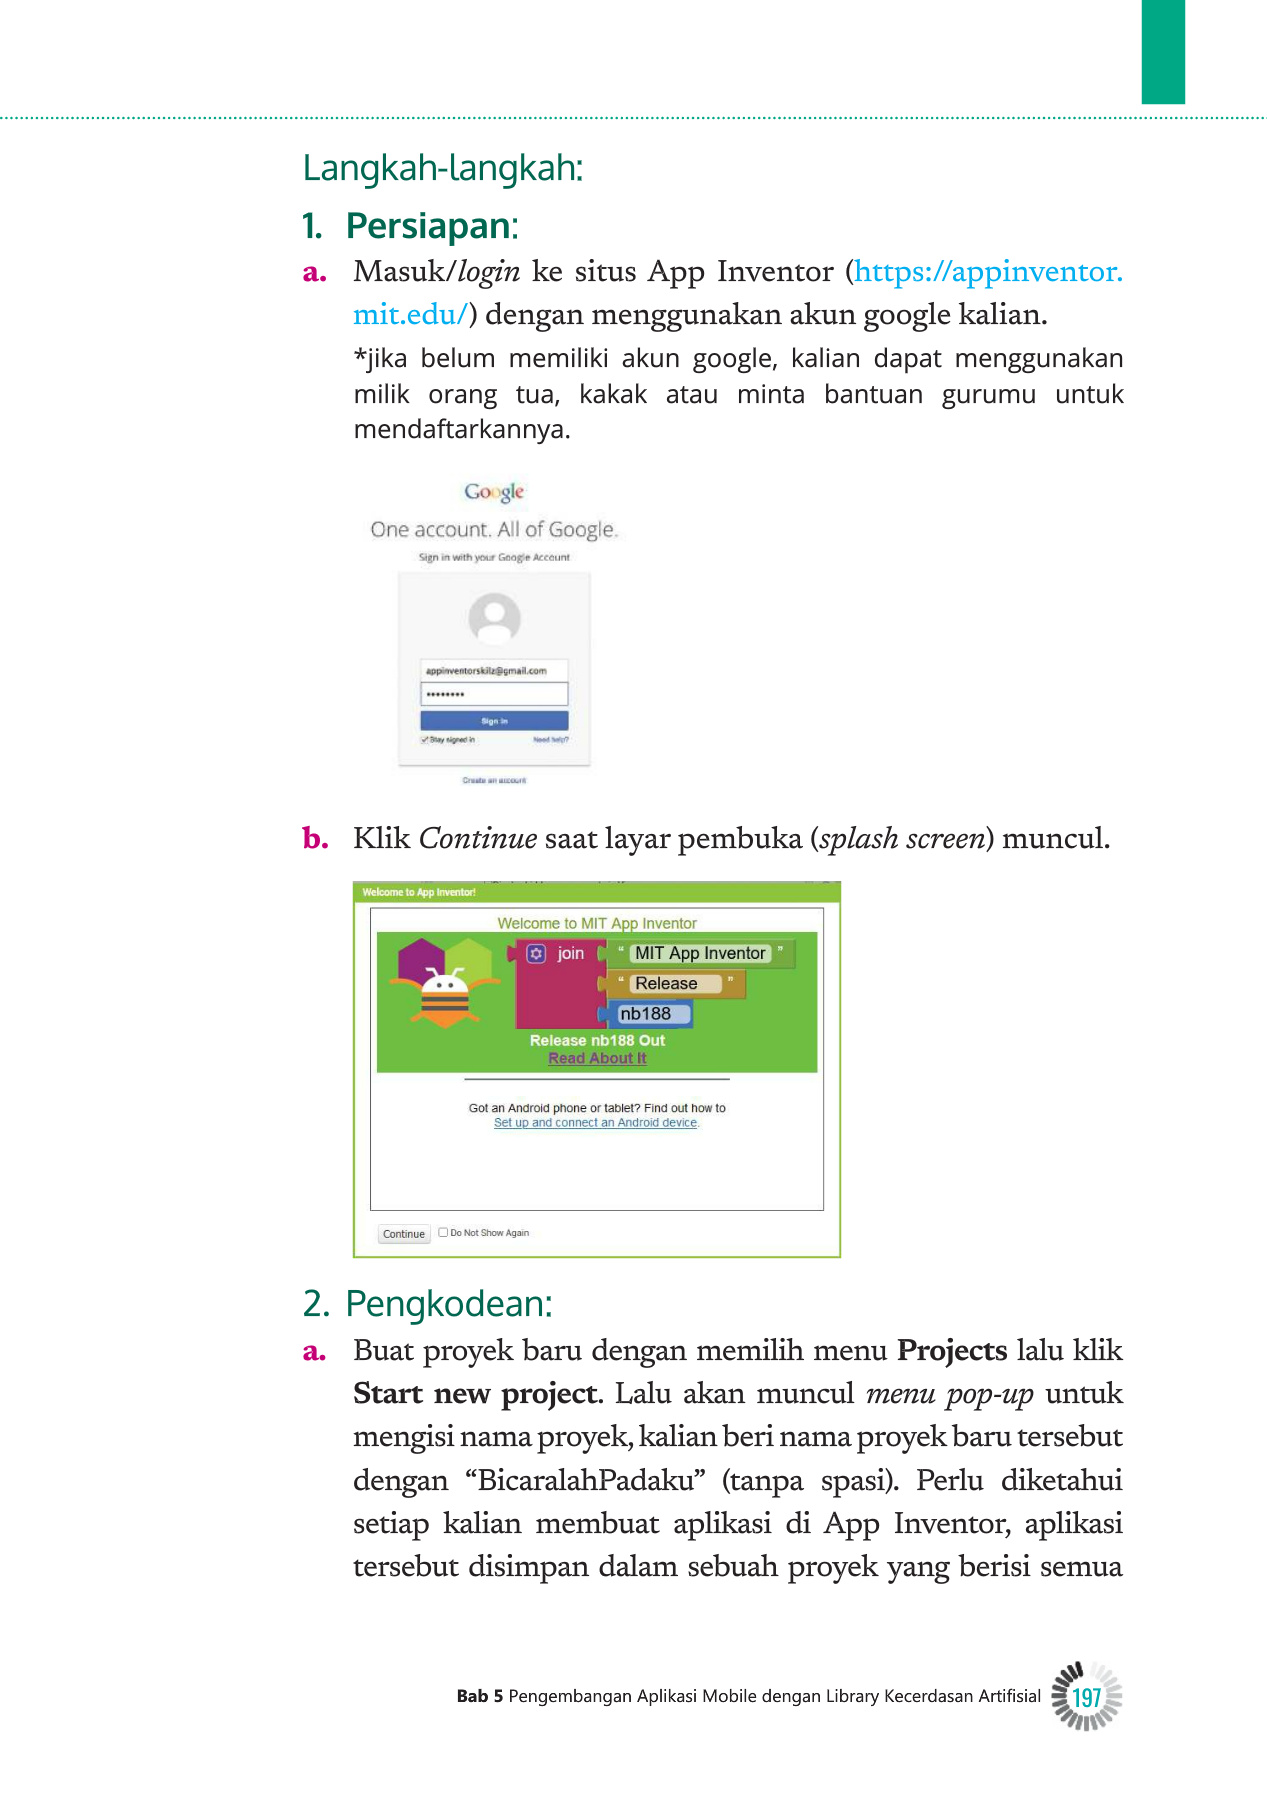 Langkah-langkah:
1. Persiapan:
a. Masuk/login ke situs App Inventor (https://appinventor.
mit.edu/) dengan menggunakan akun google kalian.
*jika belum memiliki akun google, kalian dapat menggunakan
milik orang tua, kakak atau minta bantuan gurumu untuk
mendaftarkannya.
Google
One account. All of Google.
Sign in with your Google Account
appinventorskilz@gmail.com
••••••••
Sign in
Stay signed in Need help?
Create an account
b. Klik Continue saat layar pembuka (splash screen) muncul.
Welcome to App Inventor!
Welcome to MIT App Inventor
join " MIT App Inventor "
" Release "
nb188
Release nb188 Out
Read About It
Got an Android phone or tablet? Find out how to
Set up and connect an Android device.
Continue Do Not Show Again
2. Pengkodean:
a. Buat proyek baru dengan memilih menu Projects lalu klik
Start new project. Lalu akan muncul menu pop-up untuk
mengisi nama proyek, kalian beri nama proyek baru tersebut
dengan “BicaralahPadaku” (tanpa spasi). Perlu diketahui
setiap kalian membuat aplikasi di App Inventor, aplikasi
tersebut disimpan dalam sebuah proyek yang berisi semua
Bab 5 Pengembangan Aplikasi Mobile dengan Library Kecerdasan Artifisial 197